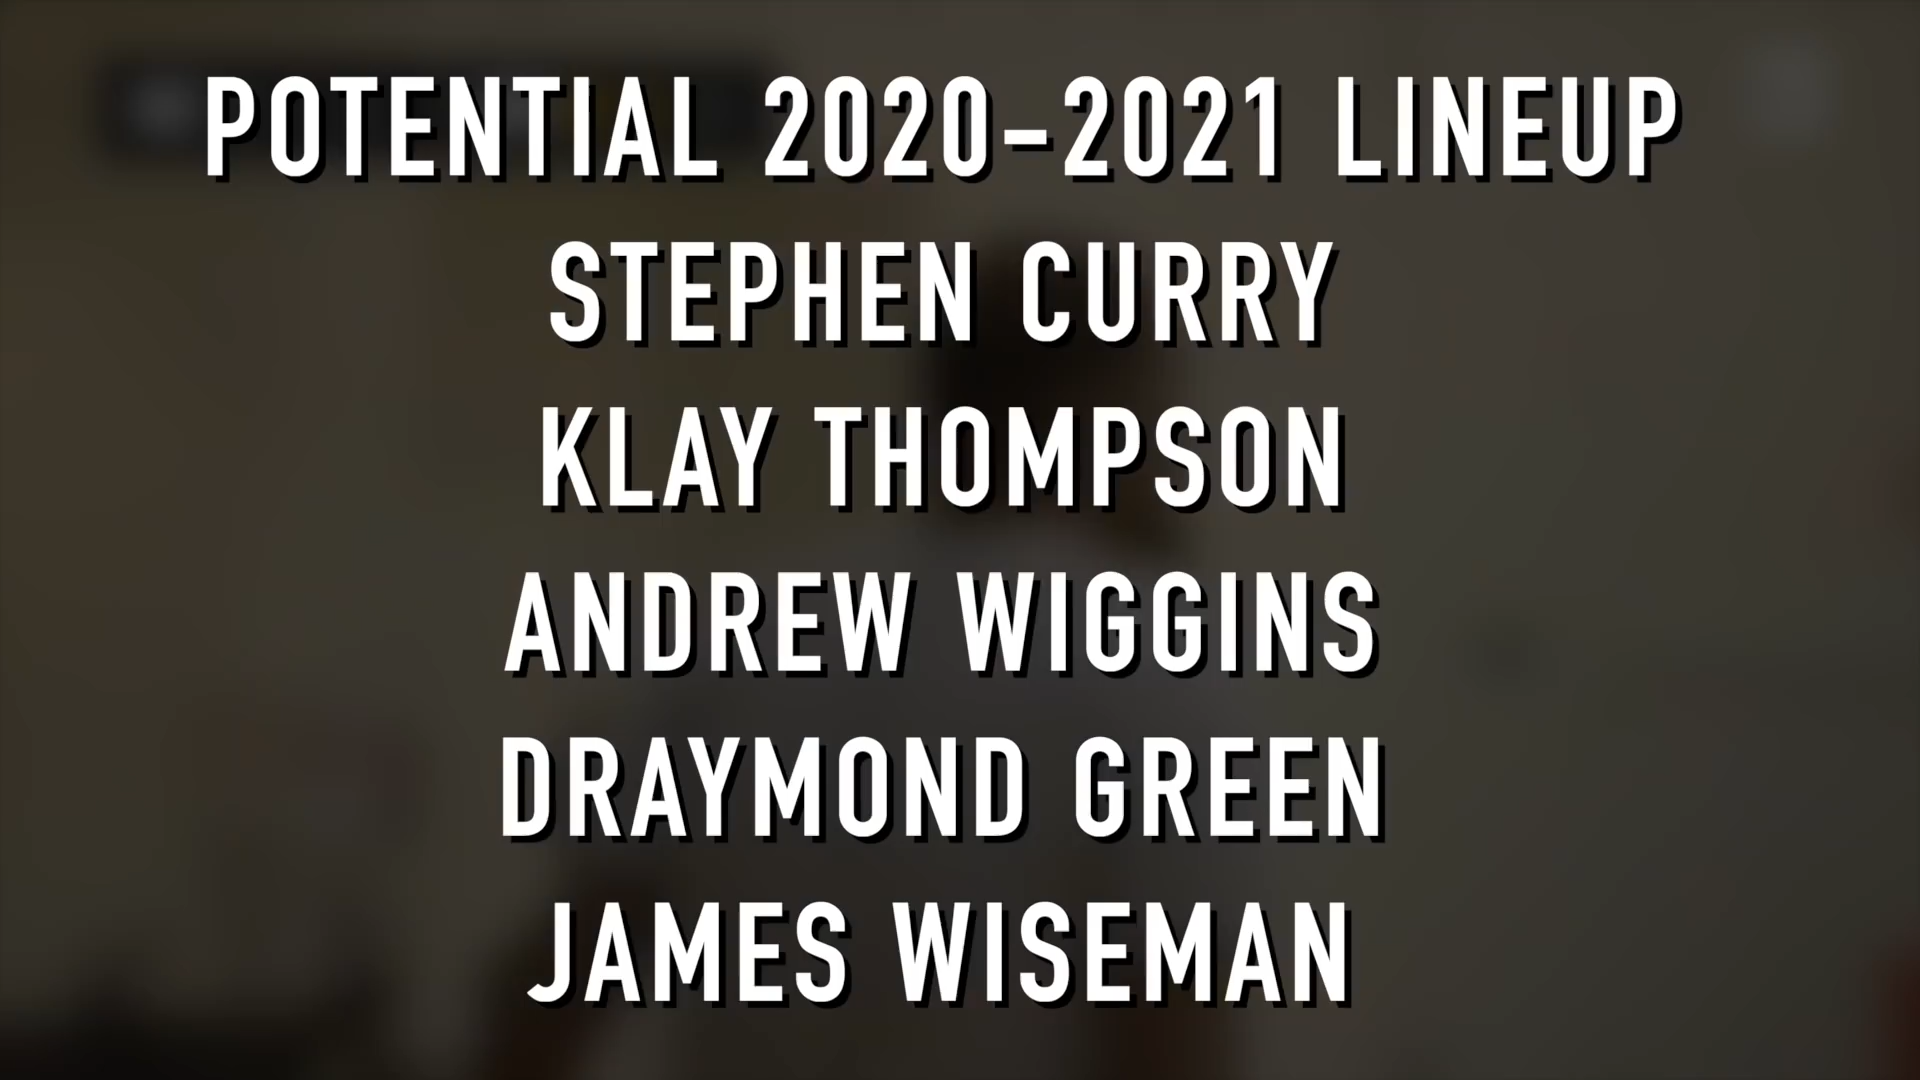 POTENTIAL 2020-2021 LINEUP
STEPHEN CURRY
KLAY THOMPSON
ANDREW WIGGINS
DRAYMOND GREEN
JAMES WISEMAN